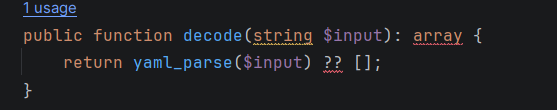 1 usage
public function decode(string $input): array {
    return yaml_parse($input) ?? [];
}